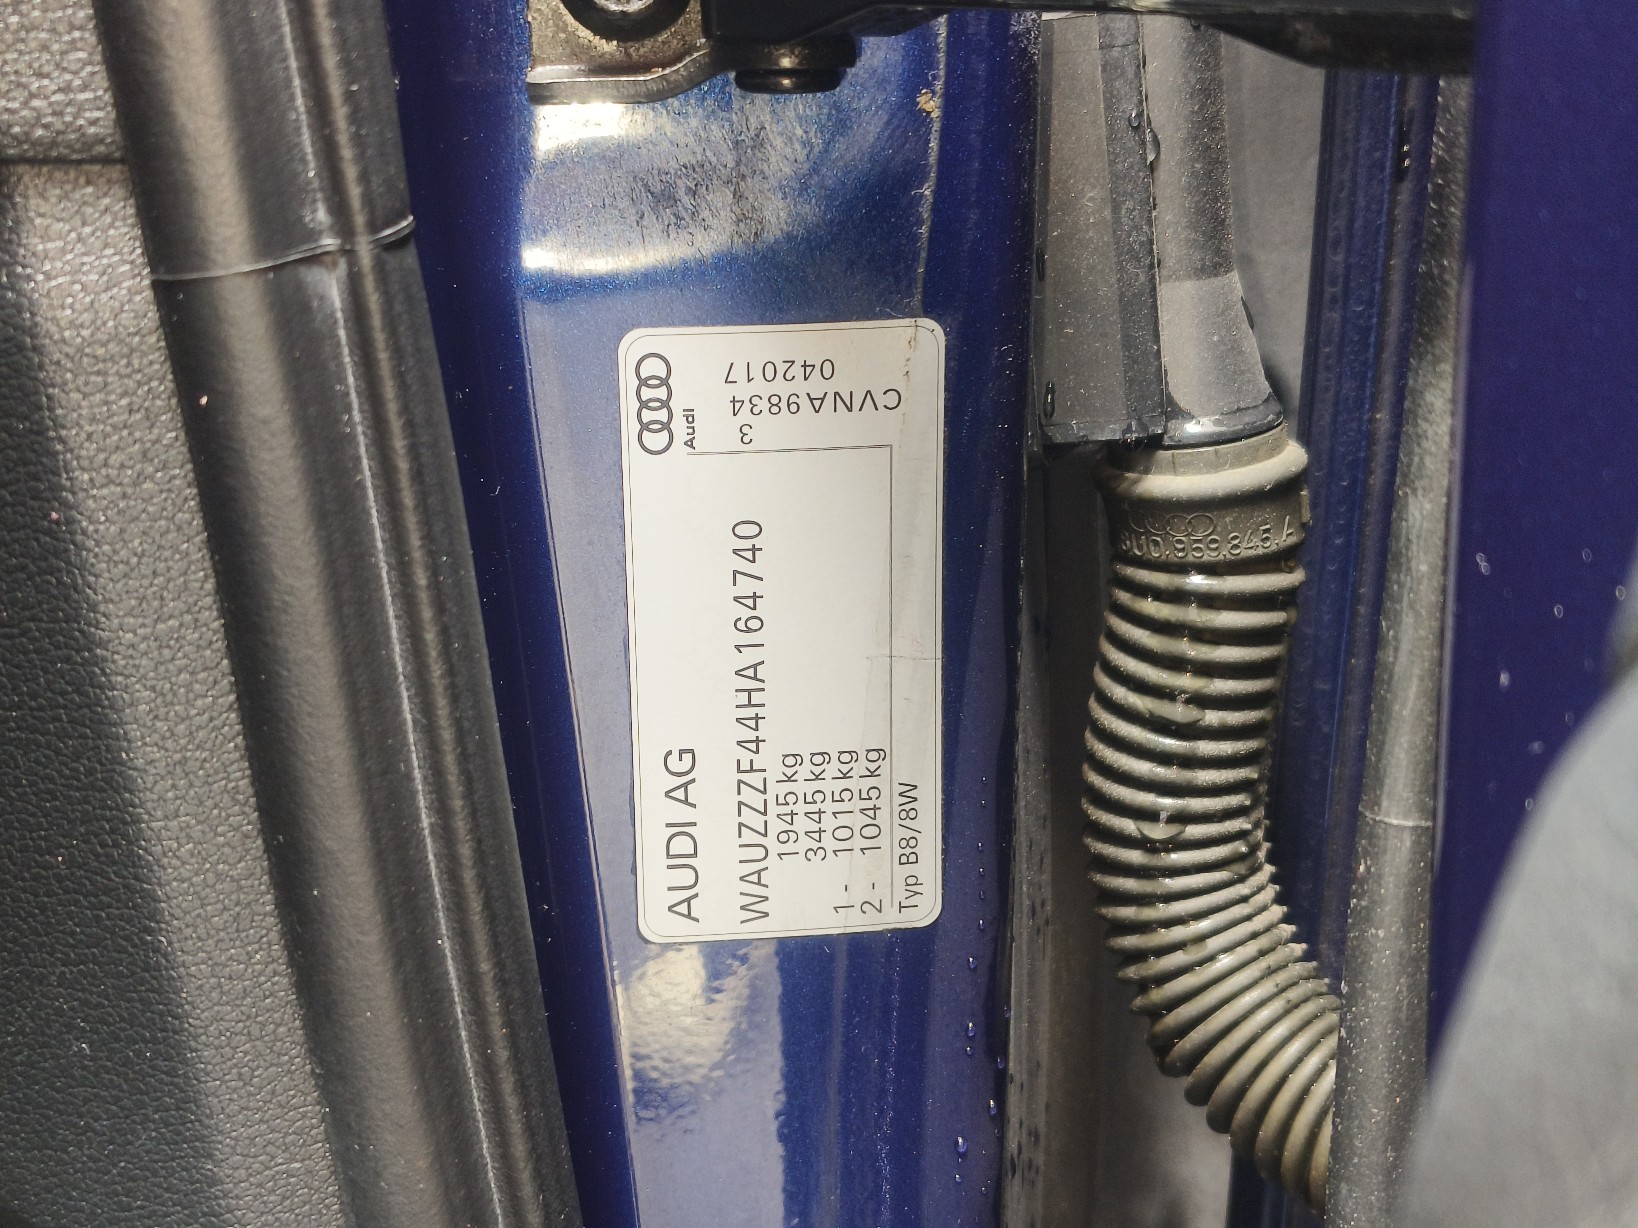 AUDI AG
Audi
WAUZZZF44HA164740
1945kg
3445kg
1- 1015kg
2- 1045kg
Typ B8/8W
3
CVNA9834
042017
8U0.959.845.A